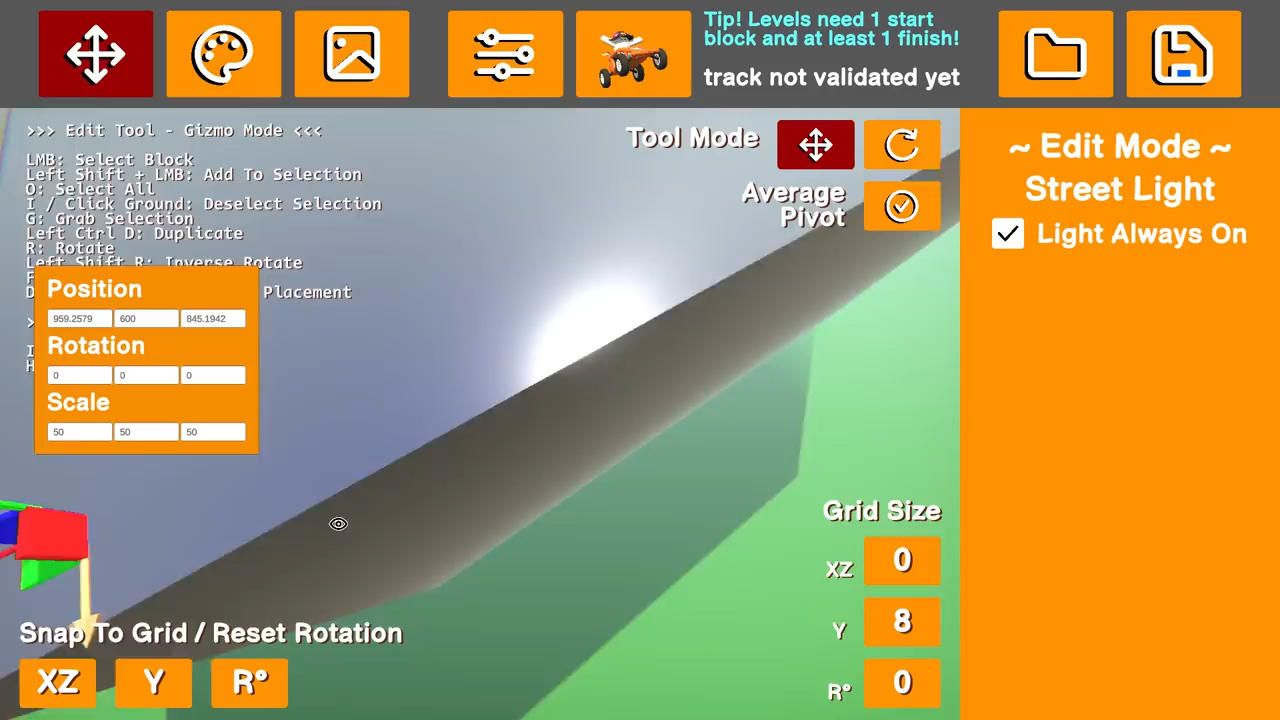 Tip! Levels need 1 start
block and at least 1 finish!
track not validated yet
>>> Edit Tool - Gizmo Mode <<<
LMB: Select Block
Left Shift + LMB: Add To Selection
O: Select All
I / Click Ground: Deselect Selection
G: Grab Selection
Left Ctrl D: Duplicate
R: Rotate
Left Shift R: Inverse Rotate
Placement
Position
959.2579 600 845.1942
Rotation
0 0 0
Scale
50 50 50
Tool Mode
Average
Pivot
~ Edit Mode ~
Street Light
Light Always On
Grid Size
XZ 0
Y 8
R° 0
Snap To Grid / Reset Rotation
XZ Y R°